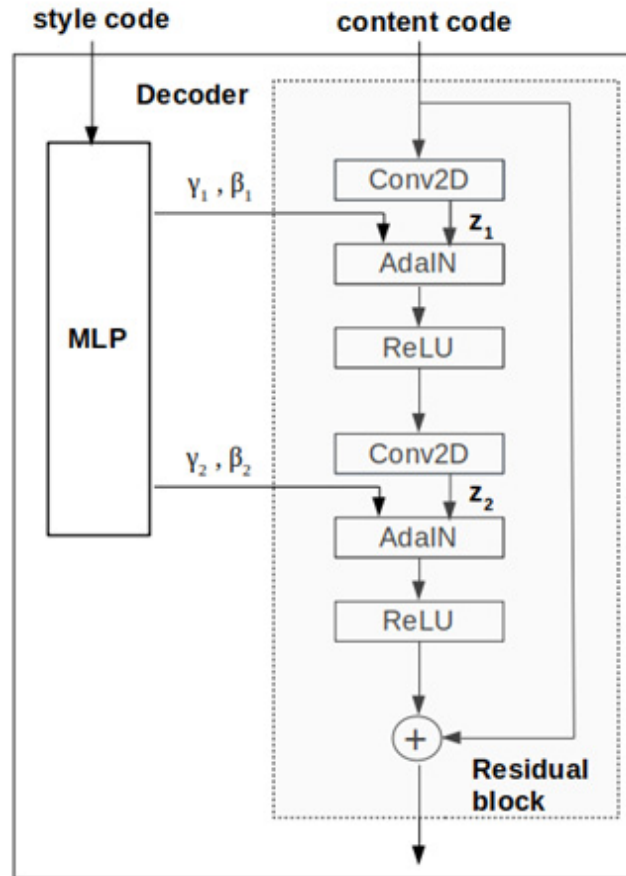 style code
content code
Decoder
Conv2D
γ₁ , β₁
z₁
AdaIN
MLP
ReLU
Conv2D
γ₂ , β₂
z₂
AdaIN
ReLU
+
Residual
block